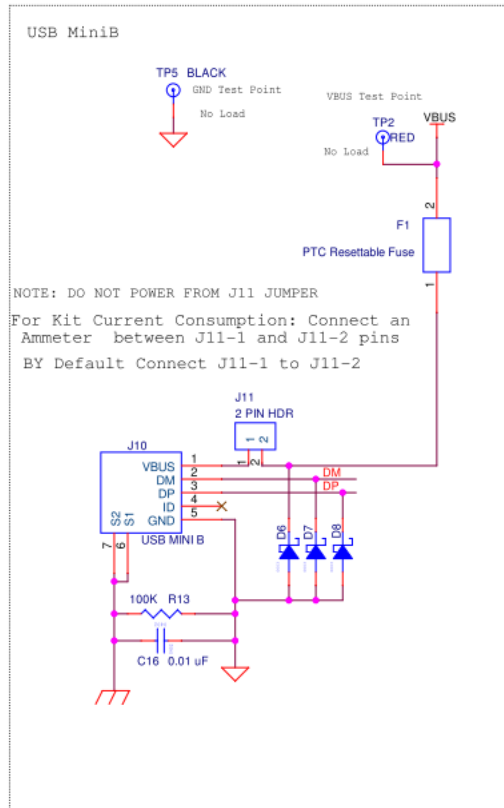 USB MiniB
TP5 BLACK
GND Test Point
No Load
VBUS Test Point
TP2
RED
VBUS
No Load
2
F1
PTC Resettable Fuse
1
NOTE: DO NOT POWER FROM J11 JUMPER
For Kit Current Consumption: Connect an
Ammeter between J11-1 and J11-2 pins
BY Default Connect J11-1 to J11-2
J11
2 PIN HDR
1 2
1 2
J10
VBUS 1
DM 2
DP 3
ID 4
GND 5
S2 S1
7 6
USB MINI B
DM
DP
D6 D7 D8
100K R13
C16 0.01 uF